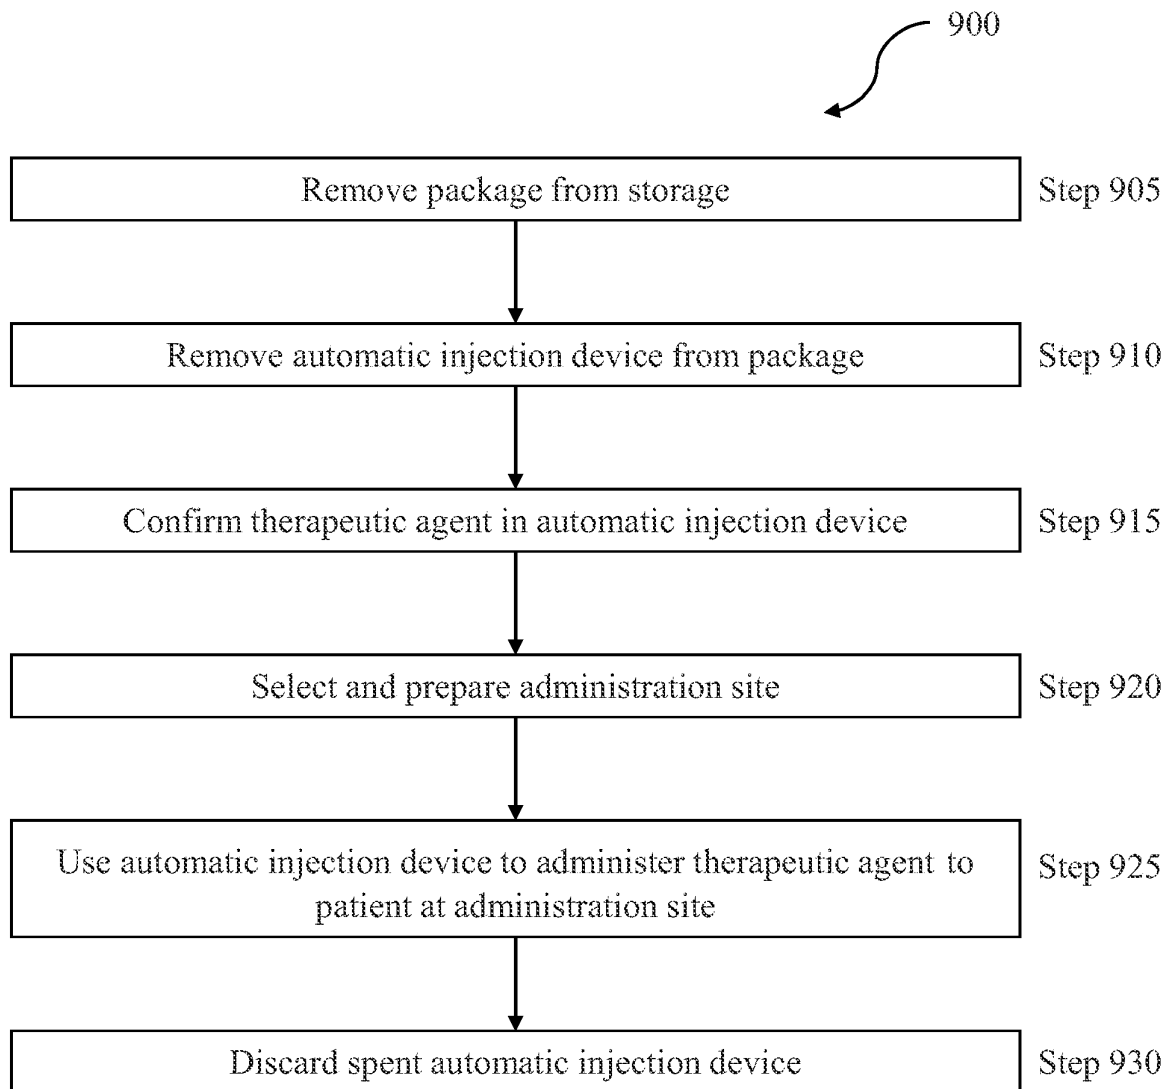 900
Remove package from storage
Step 905
Remove automatic injection device from package
Step 910
Confirm therapeutic agent in automatic injection device
Step 915
Select and prepare administration site
Step 920
Use automatic injection device to administer therapeutic agent to
patient at administration site
Step 925
Discard spent automatic injection device
Step 930